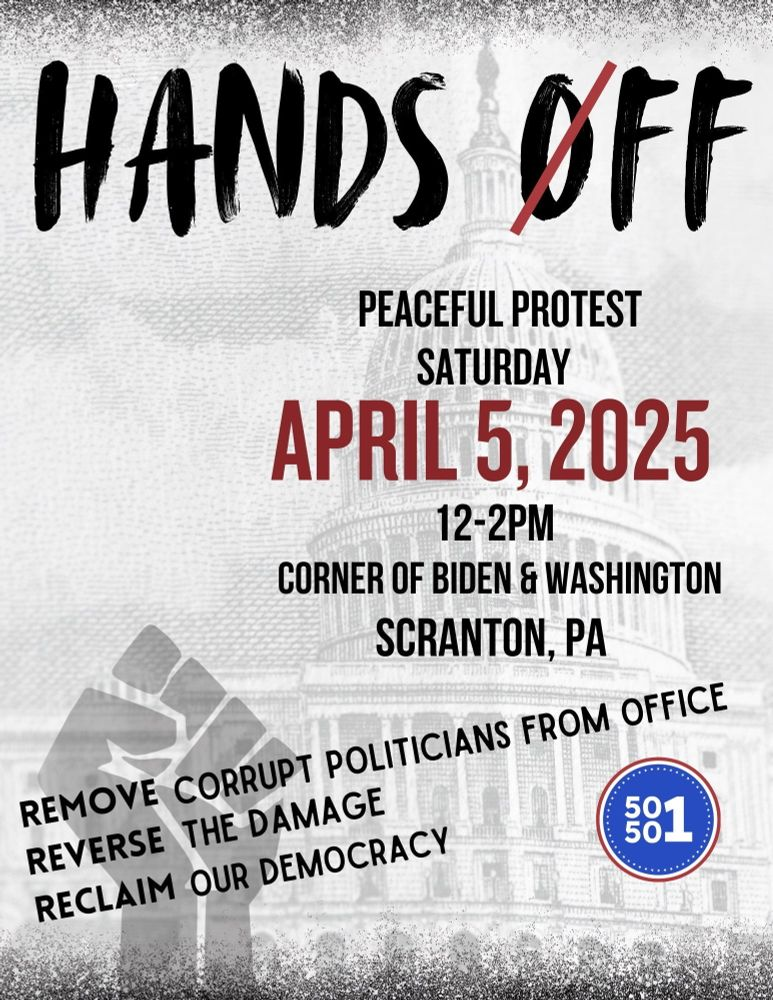 HANDS OFF
PEACEFUL PROTEST
SATURDAY
APRIL 5, 2025
12-2PM
CORNER OF BIDEN & WASHINGTON
SCRANTON, PA
REMOVE CORRUPT POLITICIANS FROM OFFICE
REVERSE THE DAMAGE
RECLAIM OUR DEMOCRACY
50
50 1